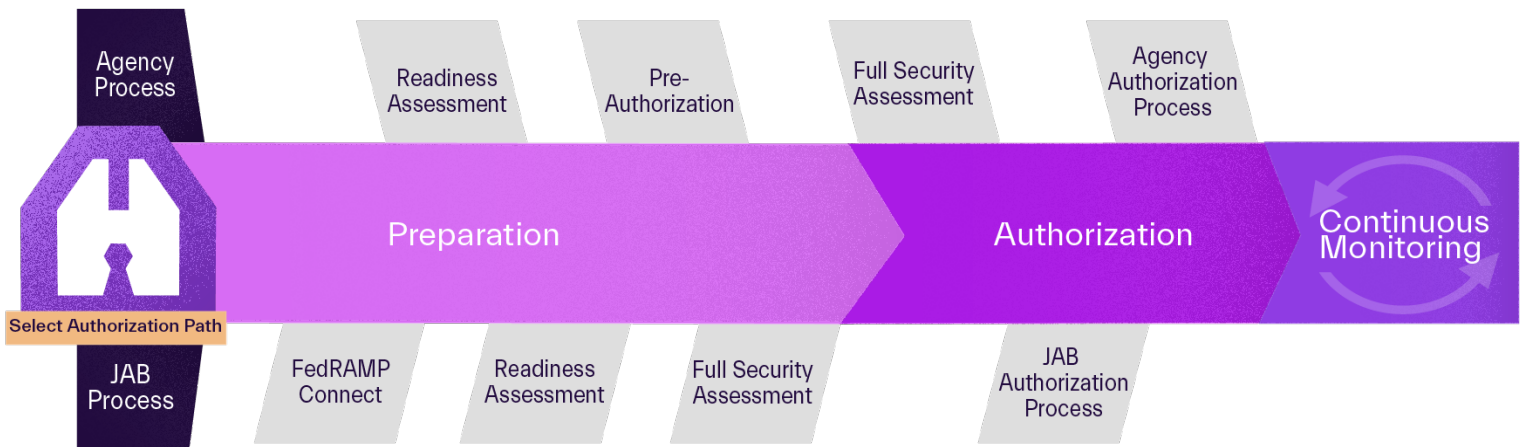 Agency
Process
Readiness
Assessment
Pre-
Authorization
Full Security
Assessment
Agency
Authorization
Process
Preparation
Authorization
Continuous
Monitoring
Select Authorization Path
JAB
Process
FedRAMP
Connect
Readiness
Assessment
Full Security
Assessment
JAB
Authorization
Process